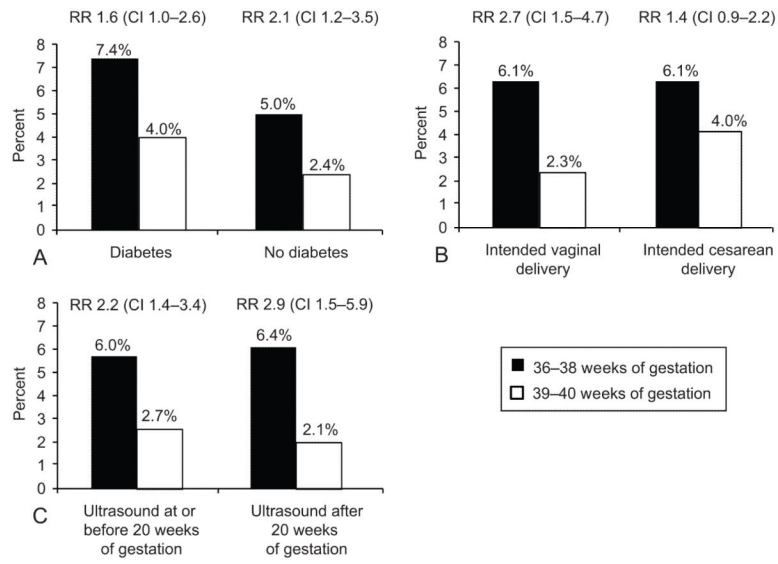 RR 1.6 (CI 1.0–2.6) RR 2.1 (CI 1.2–3.5)
8
7
6
5
4
3
2
1
0
Percent
7.4%
4.0%
5.0%
2.4%
Diabetes
No diabetes
A
RR 2.7 (CI 1.5–4.7) RR 1.4 (CI 0.9–2.2)
8
7
6
5
4
3
2
1
0
Percent
6.1%
2.3%
6.1%
4.0%
Intended vaginal
delivery
Intended cesarean
delivery
B
RR 2.2 (CI 1.4–3.4) RR 2.9 (CI 1.5–5.9)
8
7
6
5
4
3
2
1
0
Percent
6.0%
2.7%
6.4%
2.1%
Ultrasound at or
before 20 weeks
of gestation
Ultrasound after
20 weeks
of gestation
C
36–38 weeks of gestation
39–40 weeks of gestation